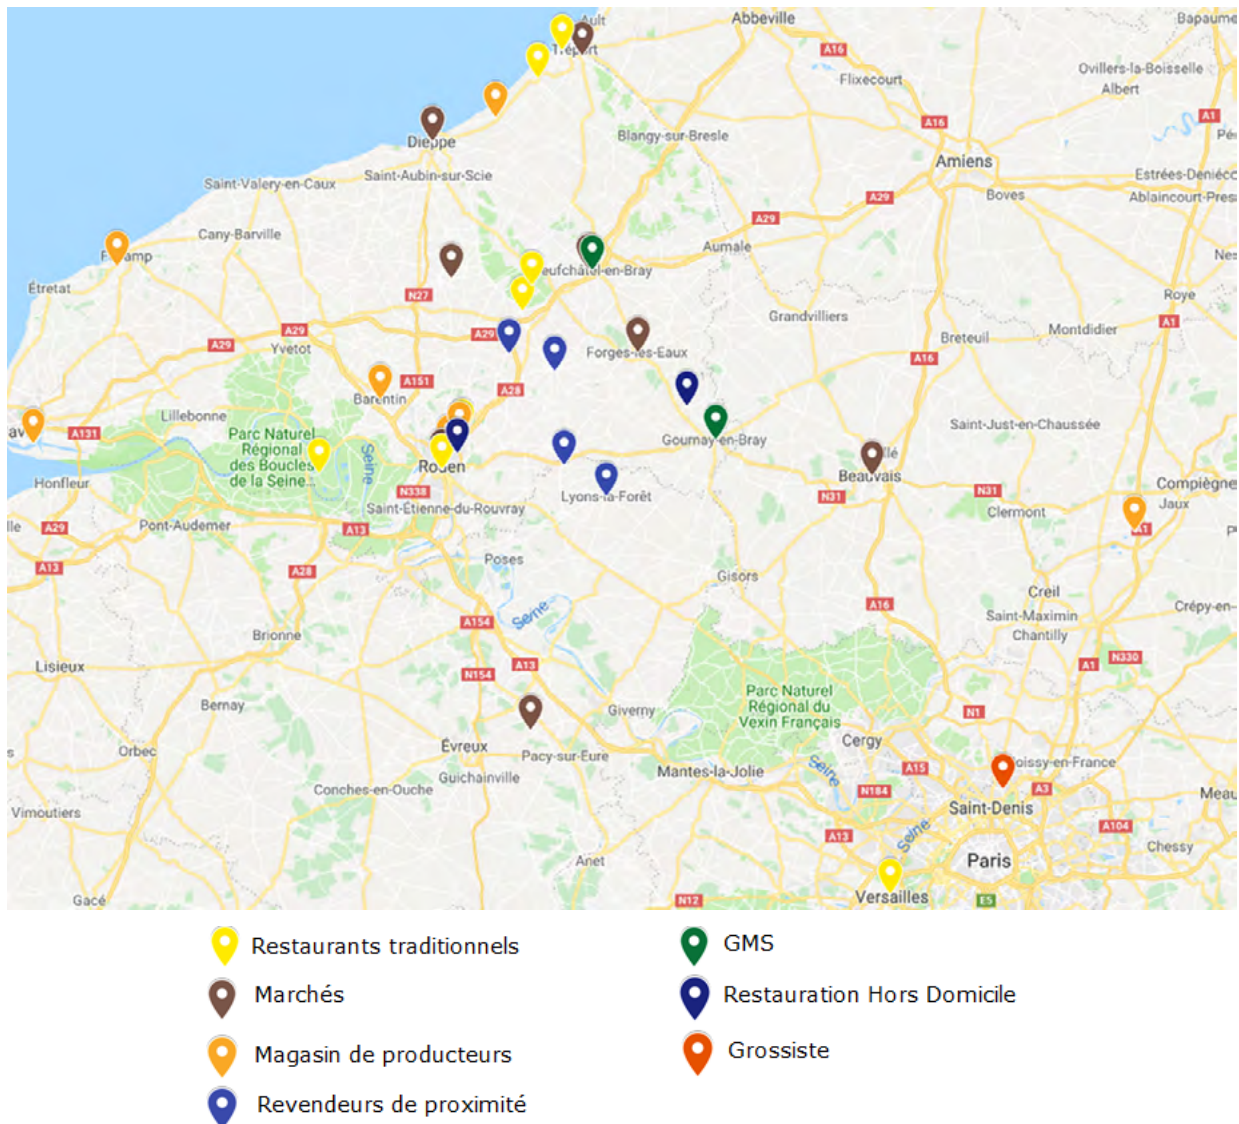 Ault
Abbeville
Bapaume
Tréport
A16
Flixecourt
Ovillers-la-Boisselle
Albert
A1
Dieppe
Blangy-sur-Bresle
A16
Amiens
Saint-Aubin-sur-Scie
Saint-Valery-en-Caux
Estrées-Deniéco
A29
Boves
Ablaincourt-Pres
A29
Cany-Barville
Aumale
Neufchâtel-en-Bray
Étretat
N27
Roye
Grandvilliers
A1
A29
A29
A29
Yvetot
Forges-les-Eaux
Breteuil
Montdidier
A16
A151
A28
Barentin
Lillebonne
Saint-Just-en-Chaussée
A131
Parc Naturel
Régional
des Boucles
de la Seine...
Seine
Gournay-en-Bray
Rouen
Beauvais
Honfleur
N338
Lyons-la-Forêt
N31
N31
Compiègne
Jaux
Saint-Étienne-du-Rouvray
Clermont
A29
Pont-Audemer
A13
A1
A13
A28
Poses
Gisors
Creil
A16
Saint-Maximin
Crépy-en-
Seine
A154
Chantilly
Brionne
Lisieux
A13
N154
A1
N330
Parc Naturel
Régional du
Vexin Français
Bernay
Giverny
N1
Cergy
Orbec
Évreux
Pacy-sur-Eure
Roissy-en-France
Mantes-la-Jolie
Seine
A15
Guichainville
Conches-en-Ouche
N184
A3
Meau
Vimoutiers
Saint-Denis
A13
Seine
A104
Chessy
Anet
Paris
Gacé
N12
Versailles
E5
Restaurants traditionnels
GMS
Marchés
Restauration Hors Domicile
Magasin de producteurs
Grossiste
Revendeurs de proximité